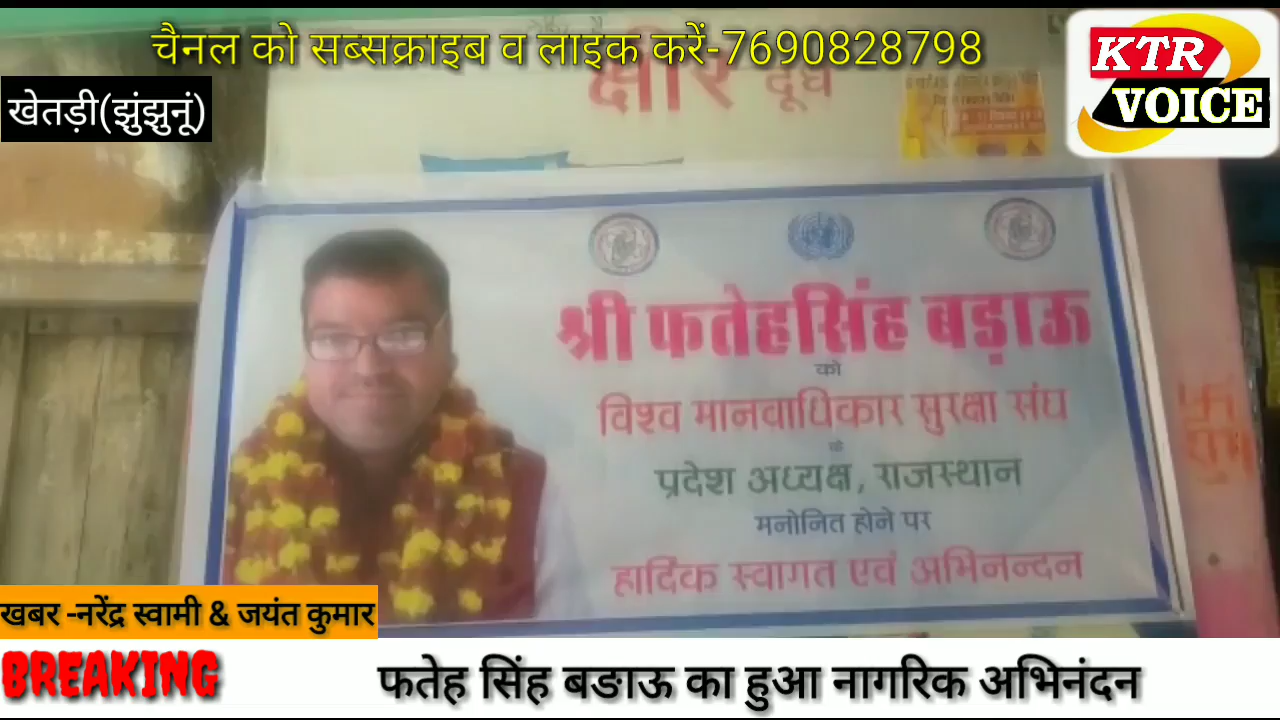 चैनल को सब्सक्राइब व लाइक करें-7690828798
KTR
VOICE
खेतड़ी(झुंझुनूं)
क्षीर दूध
श्री फतेहसिंह बड़ाऊ
को
विश्व मानवाधिकार सुरक्षा संघ
के
प्रदेश अध्यक्ष, राजस्थान
मनोनित होने पर
हार्दिक स्वागत एवं अभिनन्दन
खबर -नरेंद्र स्वामी & जयंत कुमार
BREAKING
फतेह सिंह बङाऊ का हुआ नागरिक अभिनंदन